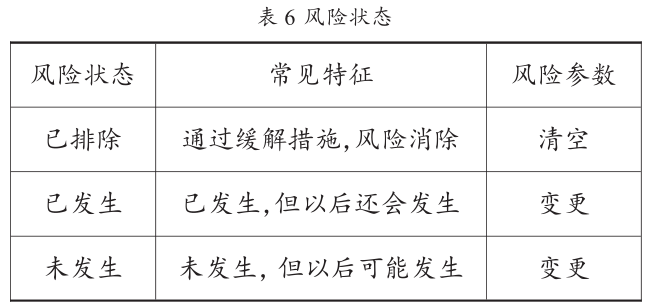 表 6 风险状态
风险状态 常见特征 风险参数
已排除 通过缓解措施,风险消除 清空
已发生 已发生,但以后还会发生 变更
未发生 未发生, 但以后可能发生 变更